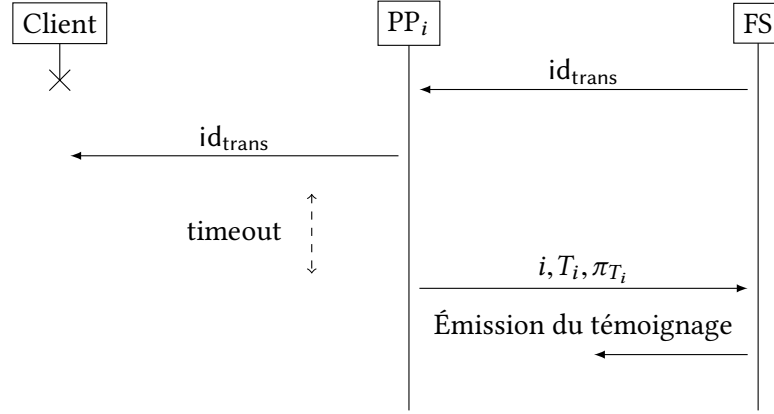 Client PP_i FS
id_trans
id_trans
timeout
i, T_i, π_{T_i}
Émission du témoignage